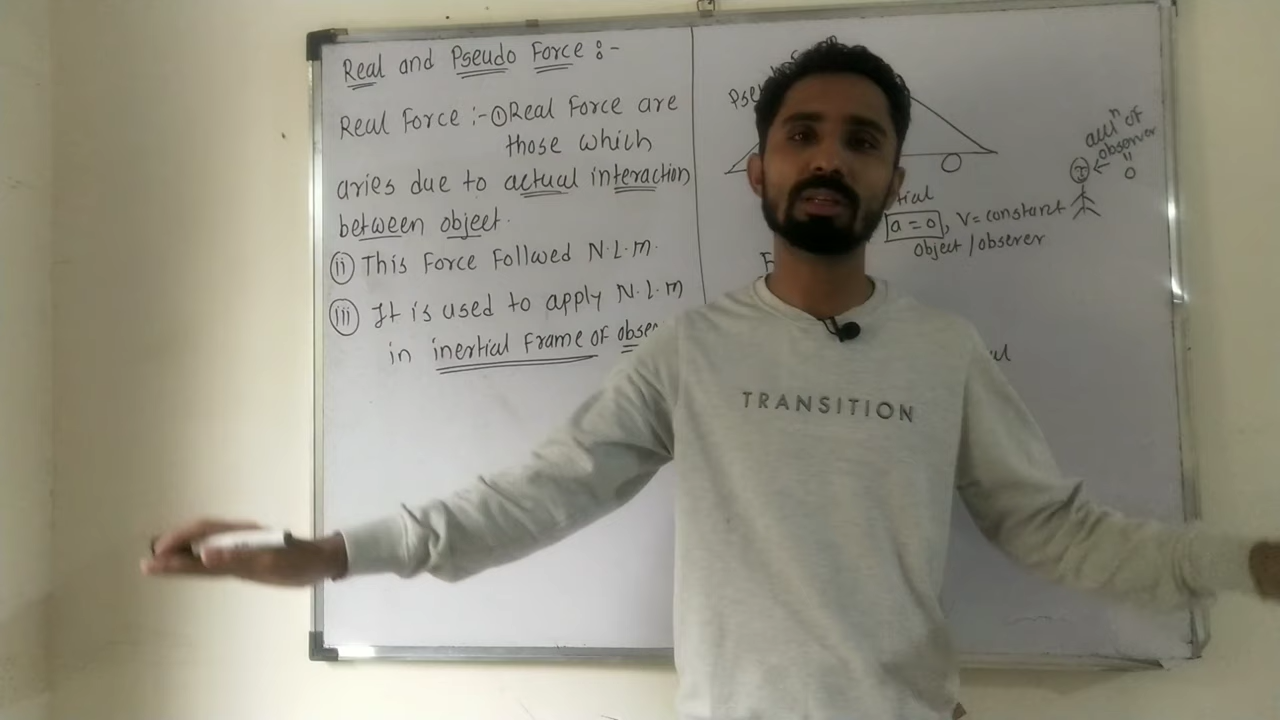 Real and Pseudo Force :-
Real Force :- ① Real Force are
those which
aries due to actual interaction
between object.
(ii) This Force Follwed N.L.M.
(iii) It is used to apply N.L.M
in inertial Frame of
a = 0, V = constant
object / observer
accⁿ of
observer
"
0
TRANSITION